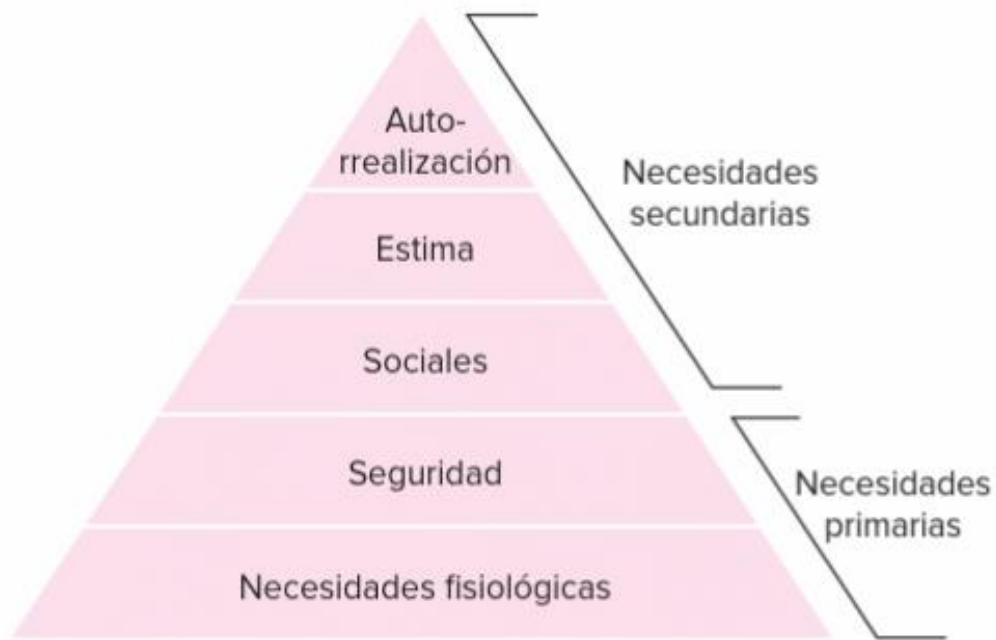 Auto-
rrealización
Necesidades
secundarias
Estima
Sociales
Seguridad
Necesidades
primarias
Necesidades fisiológicas